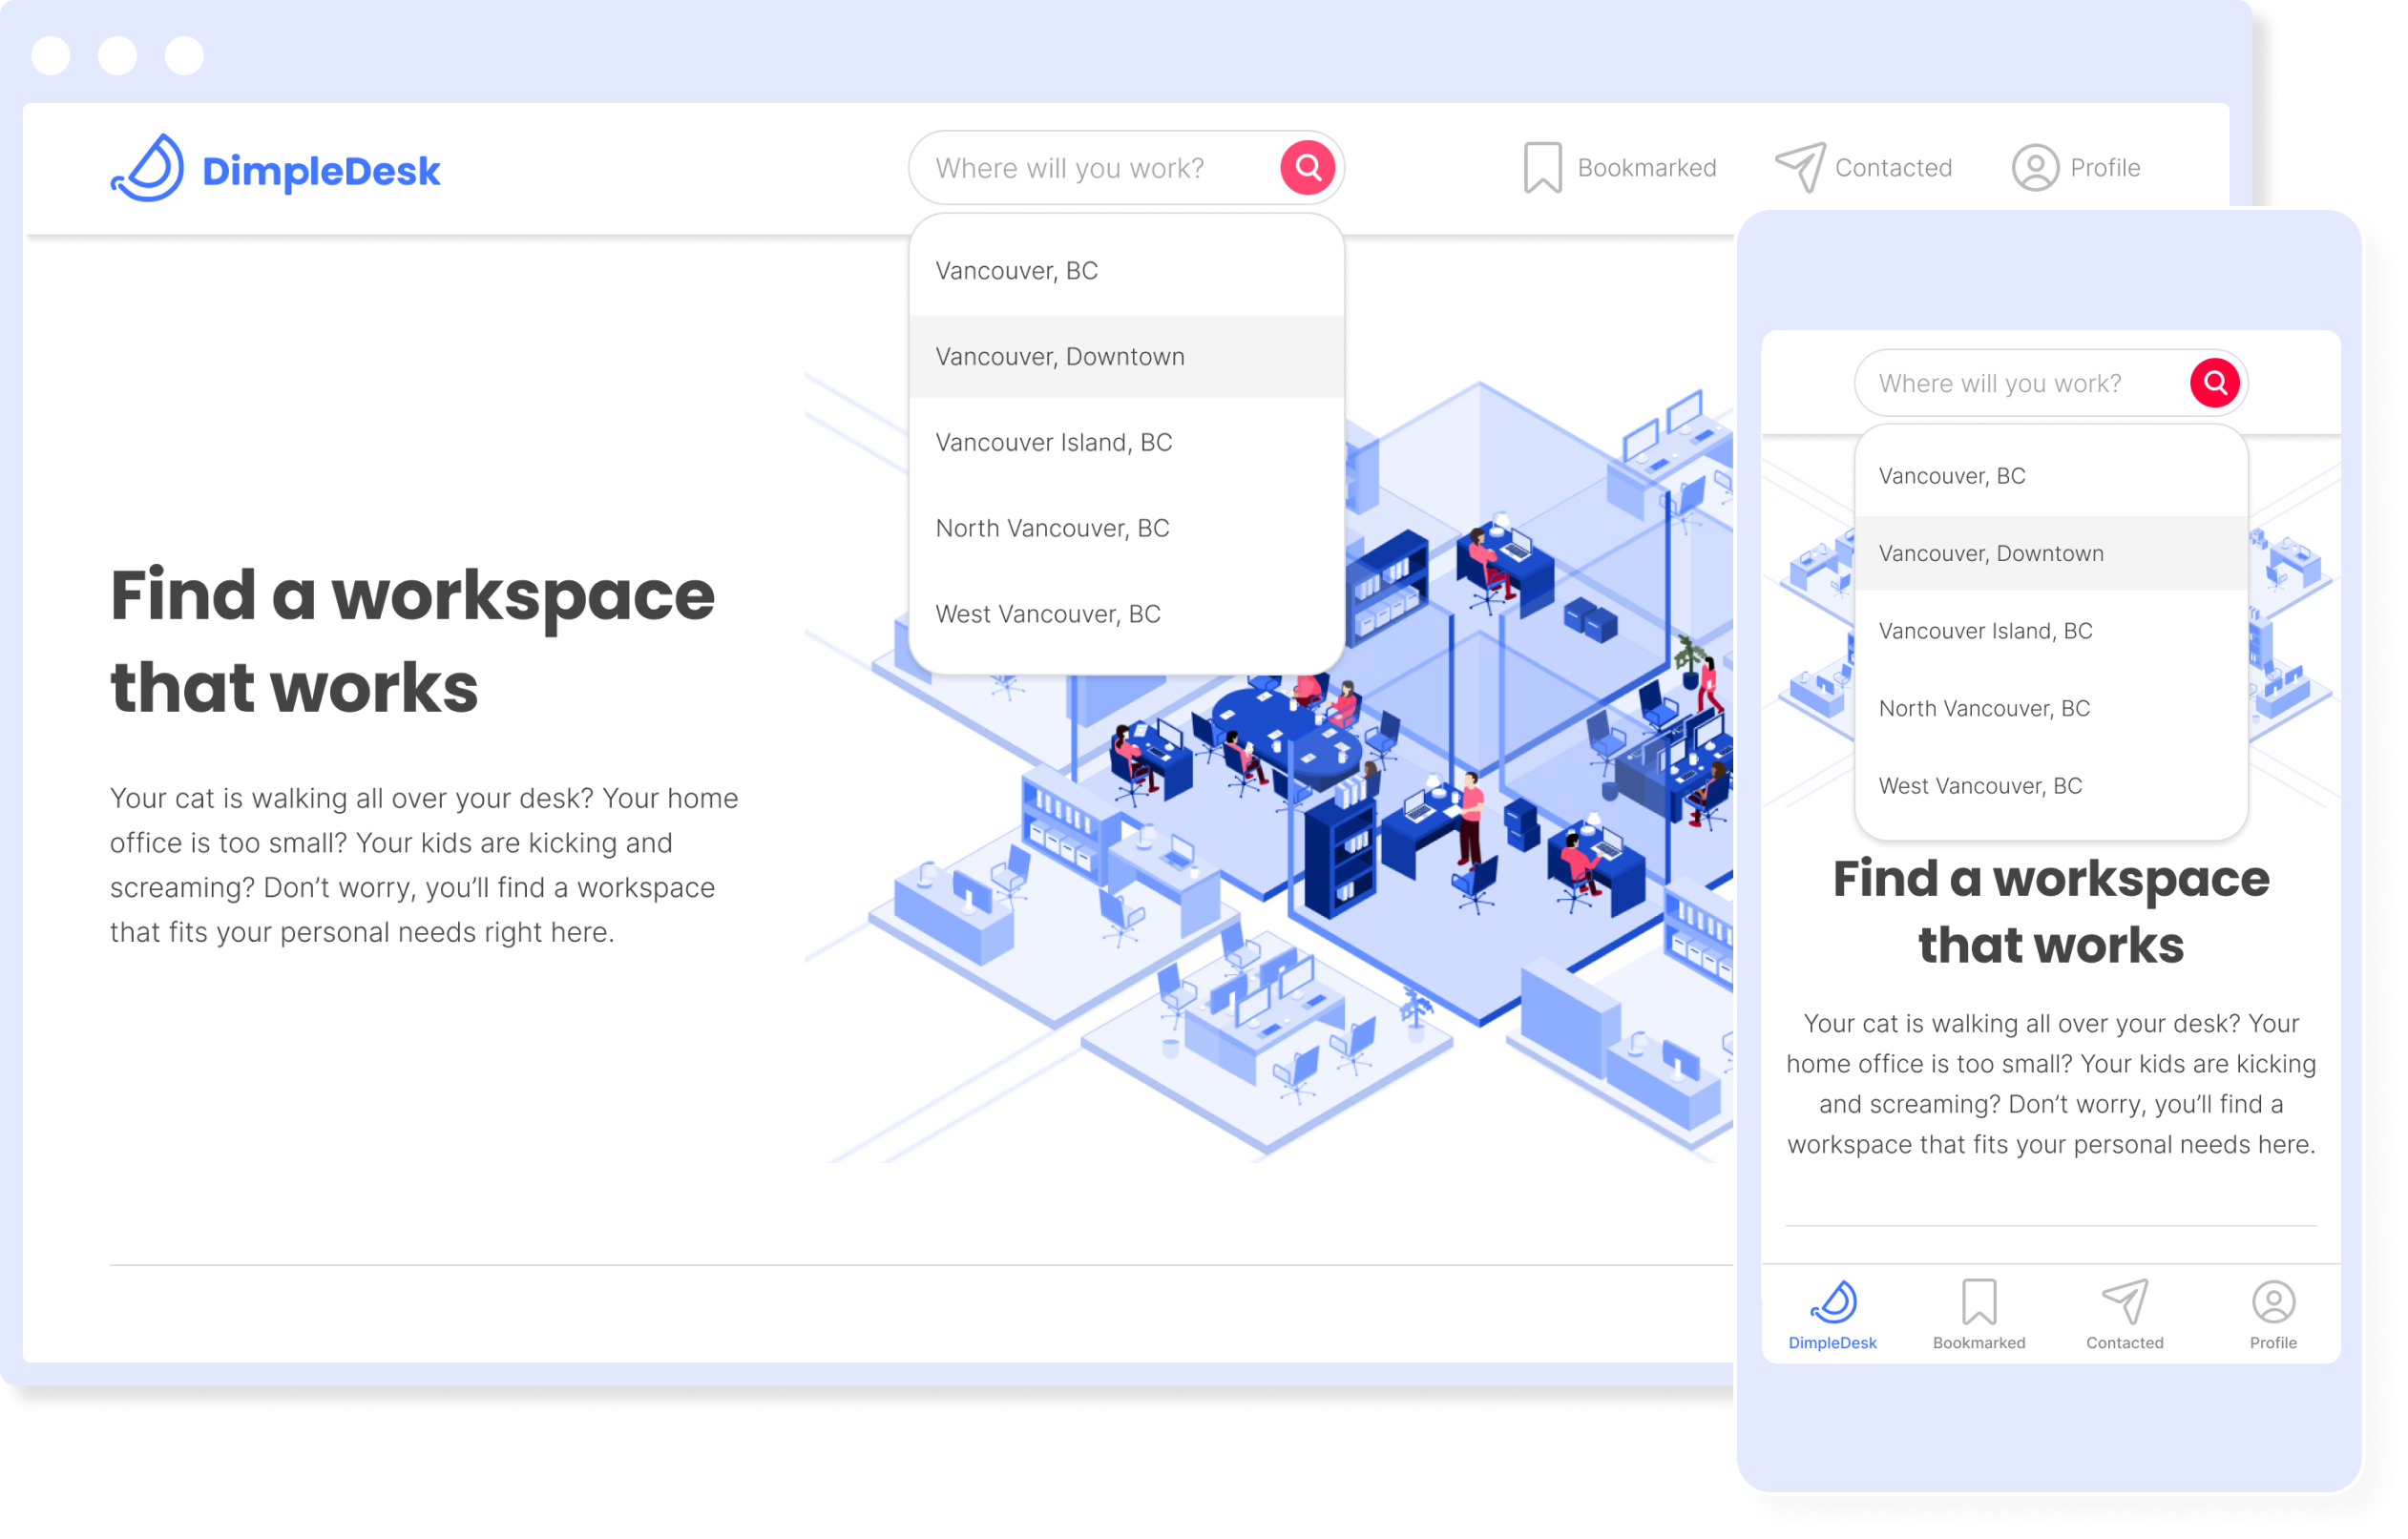 DimpleDesk
Where will you work?
Bookmarked
Contacted
Profile
Vancouver, BC
Vancouver, Downtown
Vancouver Island, BC
North Vancouver, BC
West Vancouver, BC
Find a workspace
that works
Your cat is walking all over your desk? Your home
office is too small? Your kids are kicking and
screaming? Don’t worry, you’ll find a workspace
that fits your personal needs right here.
Where will you work?
Vancouver, BC
Vancouver, Downtown
Vancouver Island, BC
North Vancouver, BC
West Vancouver, BC
Find a workspace
that works
Your cat is walking all over your desk? Your
home office is too small? Your kids are kicking
and screaming? Don’t worry, you’ll find a
workspace that fits your personal needs here.
DimpleDesk
Bookmarked
Contacted
Profile